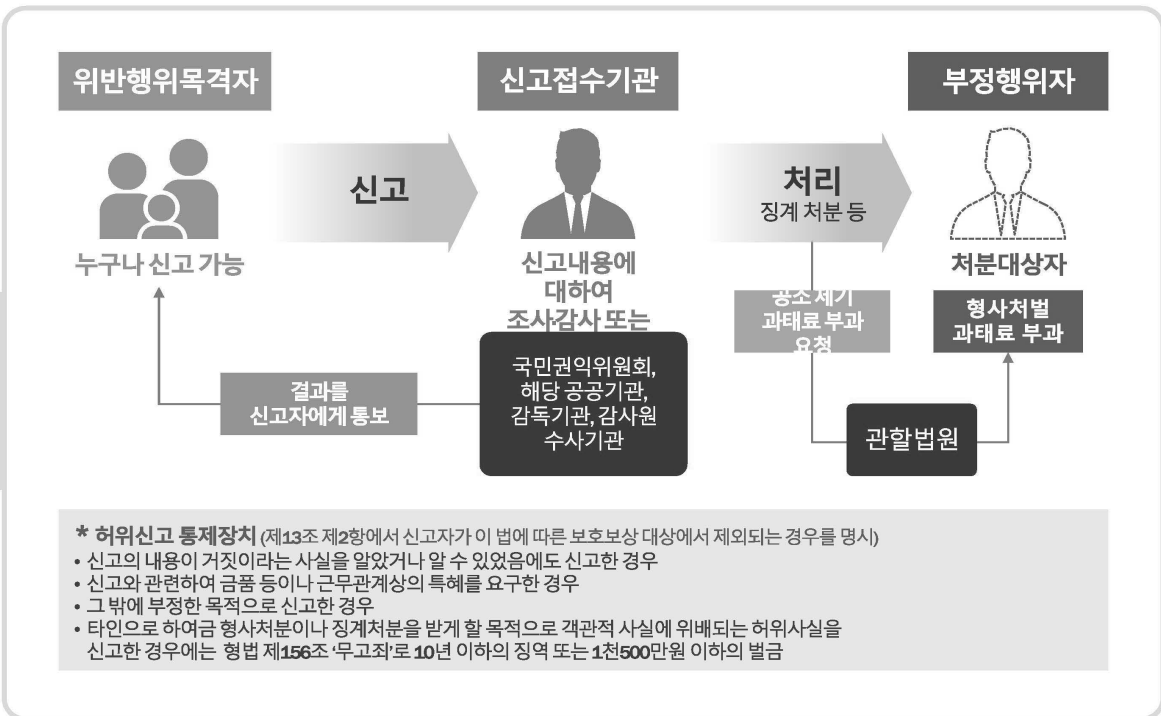 위반행위목격자
신고접수기관
부정행위자
신고
처리
징계 처분 등
누구나 신고 가능
신고내용에
대하여
조사·감사 또는
처분대상자
공소 제기
과태료 부과
요청
형사처벌
과태료 부과
결과를
신고자에게 통보
국민권익위원회,
해당 공공기관,
감독기관, 감사원
수사기관
관할법원
* 허위신고 통제장치 (제13조 제2항에서 신고자가 이 법에 따른 보호보상 대상에서 제외되는 경우를 명시)
• 신고의 내용이 거짓이라는 사실을 알았거나 알 수 있었음에도 신고한 경우
• 신고와 관련하여 금품 등이나 근무관계상의 특혜를 요구한 경우
• 그 밖에 부정한 목적으로 신고한 경우
• 타인으로 하여금 형사처분이나 징계처분을 받게 할 목적으로 객관적 사실에 위배되는 허위사실을
신고한 경우에는 형법 제156조 ‘무고죄’로 10년 이하의 징역 또는 1천500만원 이하의 벌금